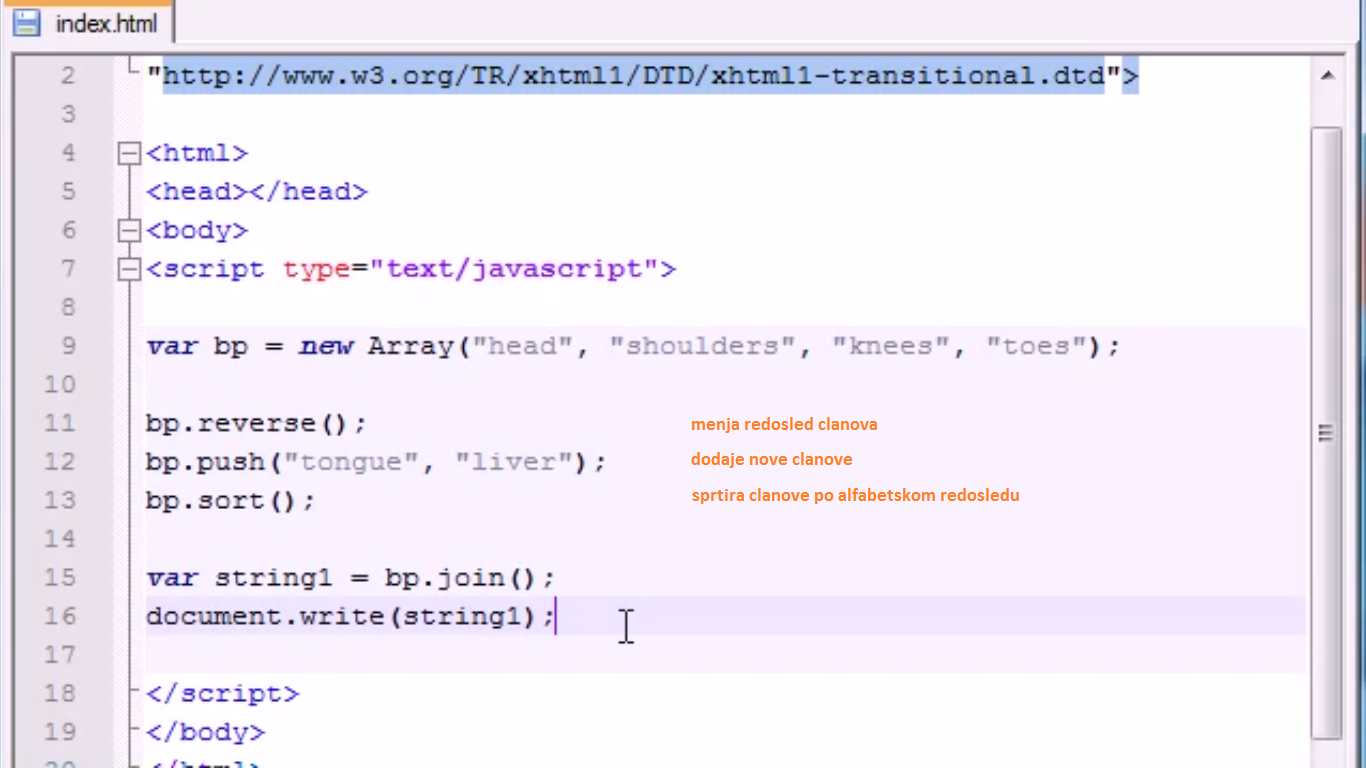 index.html
2 "http://www.w3.org/TR/xhtml1/DTD/xhtml1-transitional.dtd">
3
4 <html>
5 <head></head>
6 <body>
7 <script type="text/javascript">
8
9 var bp = new Array("head", "shoulders", "knees", "toes");
10
11 bp.reverse(); menja redosled clanova
12 bp.push("tongue", "liver"); dodaje nove clanove
13 bp.sort(); sprtira clanove po alfabetskom redosledu
14
15 var string1 = bp.join();
16 document.write(string1);
17
18 </script>
19 </body>
20 </html>